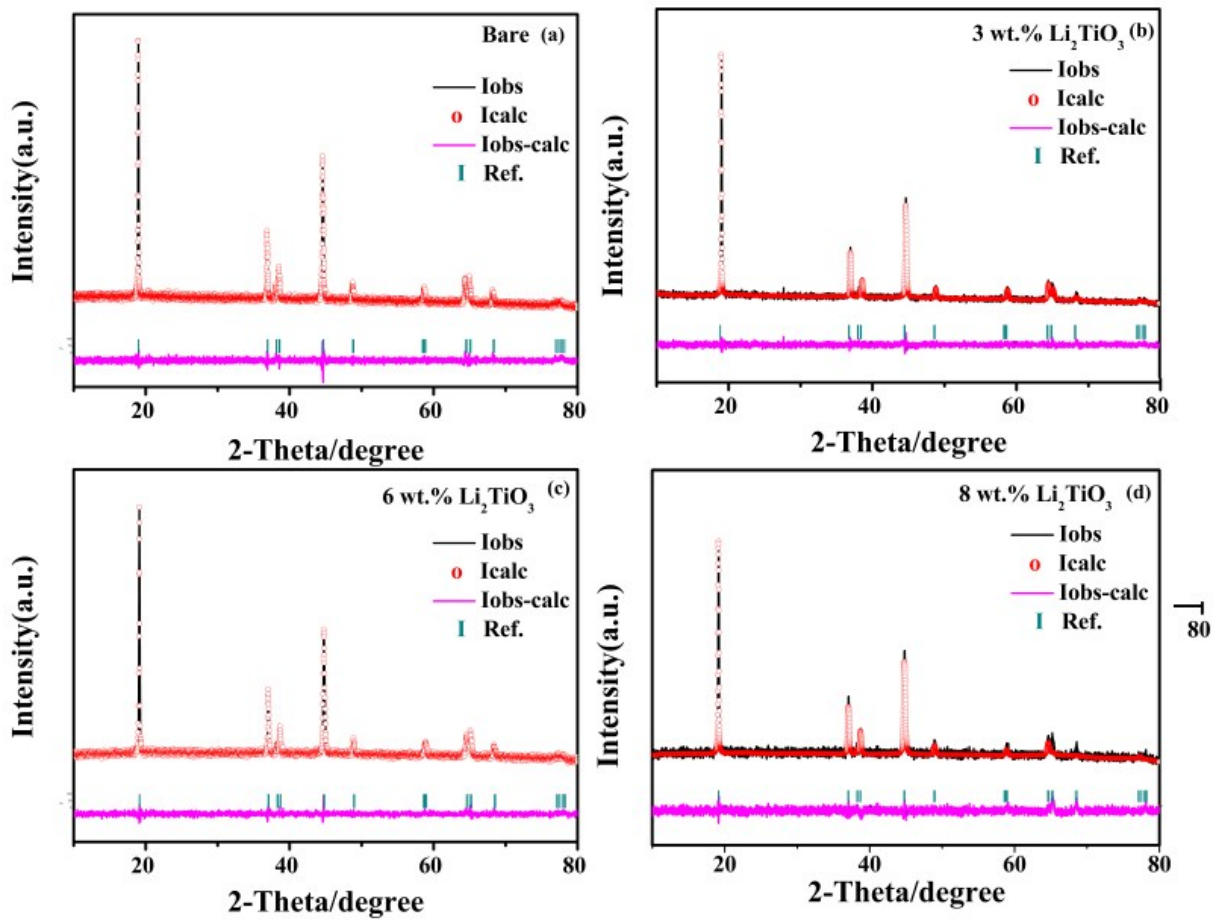 Bare (a)
Iobs
Icalc
Iobs-calc
Ref.
Intensity(a.u.)
20 40 60 80
2-Theta/degree
3 wt.% Li₂TiO₃ (b)
Iobs
Icalc
Iobs-calc
Ref.
Intensity(a.u.)
20 40 60 80
2-Theta/degree
6 wt.% Li₂TiO₃ (c)
Iobs
Icalc
Iobs-calc
Ref.
Intensity(a.u.)
20 40 60 80
2-Theta/degree
8 wt.% Li₂TiO₃ (d)
Iobs
Icalc
Iobs-calc
Ref.
Intensity(a.u.)
20 40 60 80
2-Theta/degree
80